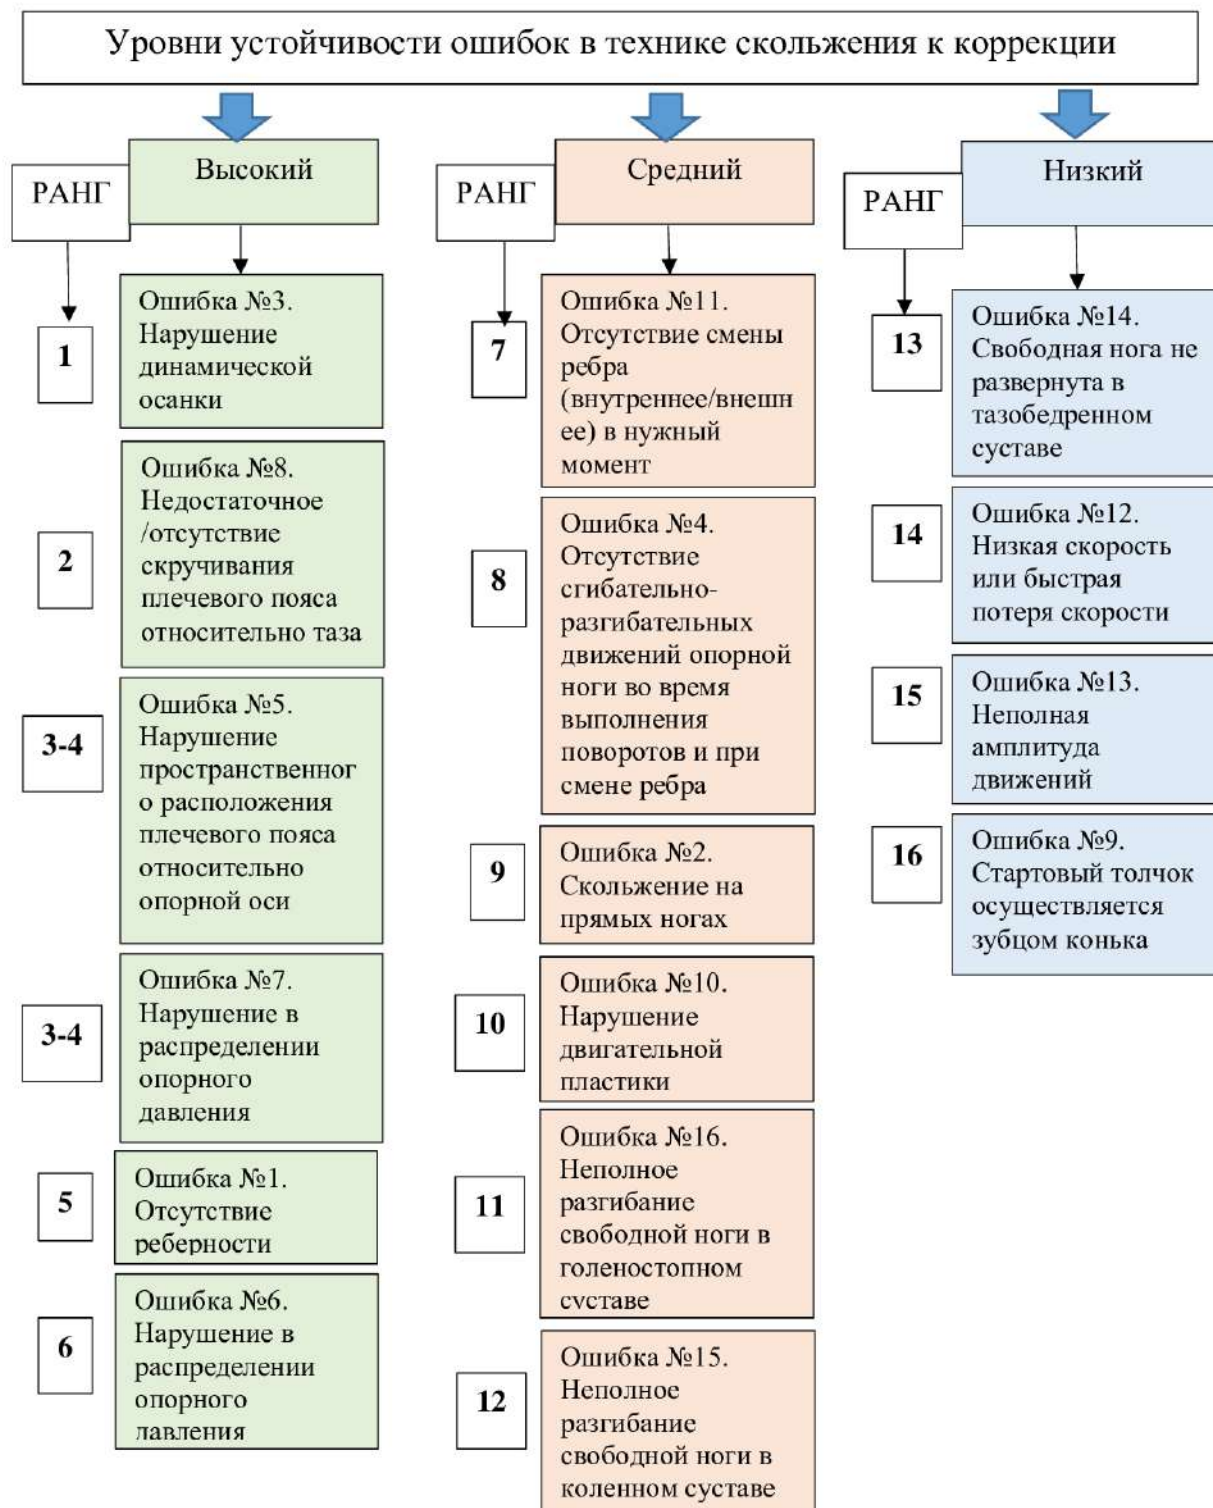 Уровни устойчивости ошибок в технике скольжения к коррекции
РАНГ
Высокий
1
Ошибка №3.
Нарушение
динамической
осанки
2
Ошибка №8.
Недостаточное
/отсутствие
скручивания
плечевого пояса
относительно таза
3-4
Ошибка №5.
Нарушение
пространственног
о расположения
плечевого пояса
относительно
опорной оси
3-4
Ошибка №7.
Нарушение в
распределении
опорного
давления
5
Ошибка №1.
Отсутствие
реберности
6
Ошибка №6.
Нарушение в
распределении
опорного
давления
РАНГ
Средний
7
Ошибка №11.
Отсутствие смены
ребра
(внутреннее/внешн
ее) в нужный
момент
8
Ошибка №4.
Отсутствие
сгибательно-
разгибательных
движений опорной
ноги во время
выполнения
поворотов и при
смене ребра
9
Ошибка №2.
Скольжение на
прямых ногах
10
Ошибка №10.
Нарушение
двигательной
пластики
11
Ошибка №16.
Неполное
разгибание
свободной ноги в
голеностопном
суставе
12
Ошибка №15.
Неполное
разгибание
свободной ноги в
коленном суставе
РАНГ
Низкий
13
Ошибка №14.
Свободная нога не
развернута в
тазобедренном
суставе
14
Ошибка №12.
Низкая скорость
или быстрая
потеря скорости
15
Ошибка №13.
Неполная
амплитуда
движений
16
Ошибка №9.
Стартовый толчок
осуществляется
зубцом конька